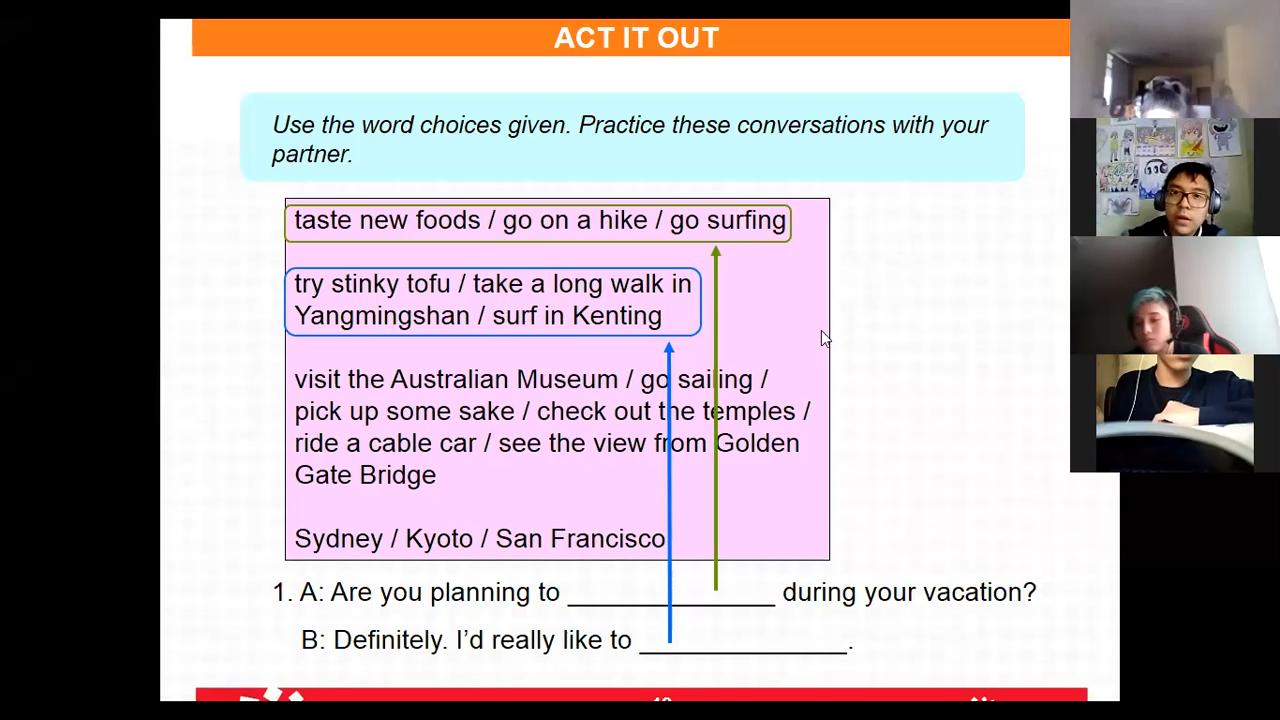 ACT IT OUT
Use the word choices given. Practice these conversations with your
partner.
taste new foods / go on a hike / go surfing
try stinky tofu / take a long walk in
Yangmingshan / surf in Kenting
visit the Australian Museum / go sailing /
pick up some sake / check out the temples /
ride a cable car / see the view from Golden
Gate Bridge
Sydney / Kyoto / San Francisco
1. A: Are you planning to _______________ during your vacation?
B: Definitely. I’d really like to _______________.